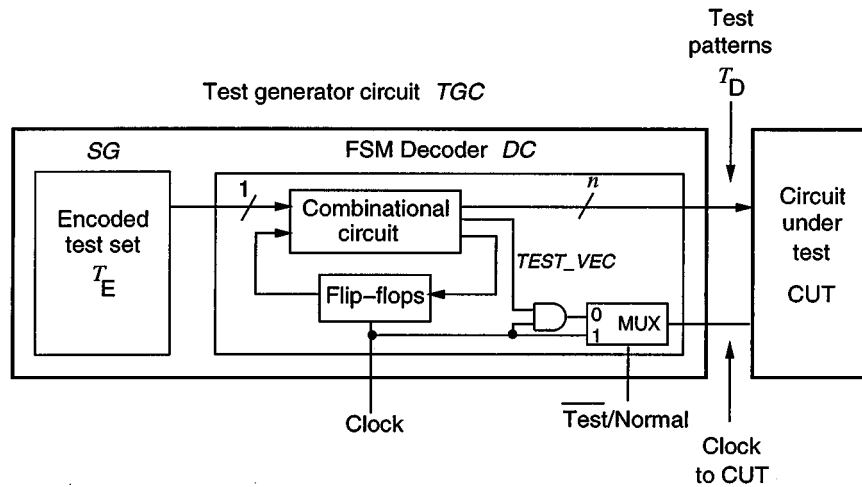 Test
patterns
T_D
Test generator circuit TGC
SG
FSM Decoder DC
1
n
Encoded
test set
T_E
Combinational
circuit
Circuit
under
test
CUT
TEST_VEC
Flip–flops
0
MUX
1
Clock
T̅e̅s̅t̅/Normal
Clock
to CUT